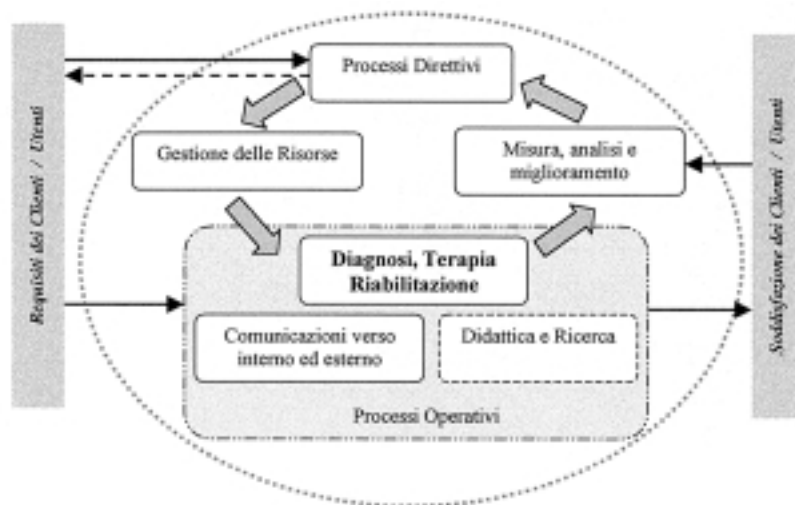 Requisiti dei Clienti / Utenti
Processi Direttivi
Gestione delle Risorse
Misura, analisi e
miglioramento
Diagnosi, Terapia
Riabilitazione
Comunicazioni verso
interno ed esterno
Didattica e Ricerca
Processi Operativi
Soddisfazione dei Clienti / Utenti